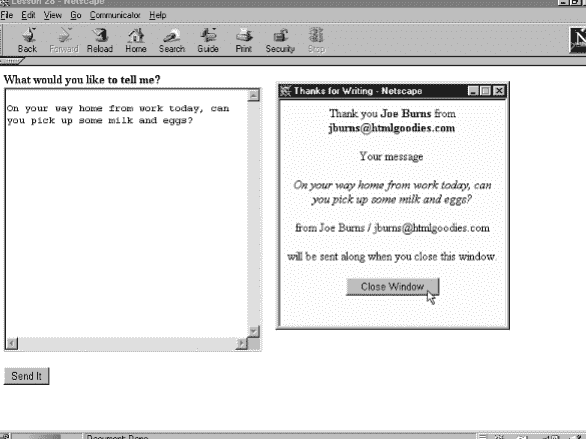 Lesson 28 - Netscape
File Edit View Go Communicator Help
Back Forward Reload Home Search Guide Print Security Stop
What would you like to tell me?
On your way home from work today, can
you pick up some milk and eggs?
Send It
Thanks for Writing - Netscape
Thank you Joe Burns from
jburns@htmlgoodies.com
Your message
On your way home from work today, can
you pick up some milk and eggs?
from Joe Burns / jburns@htmlgoodies.com
will be sent along when you close this window.
Close Window
Document: Done